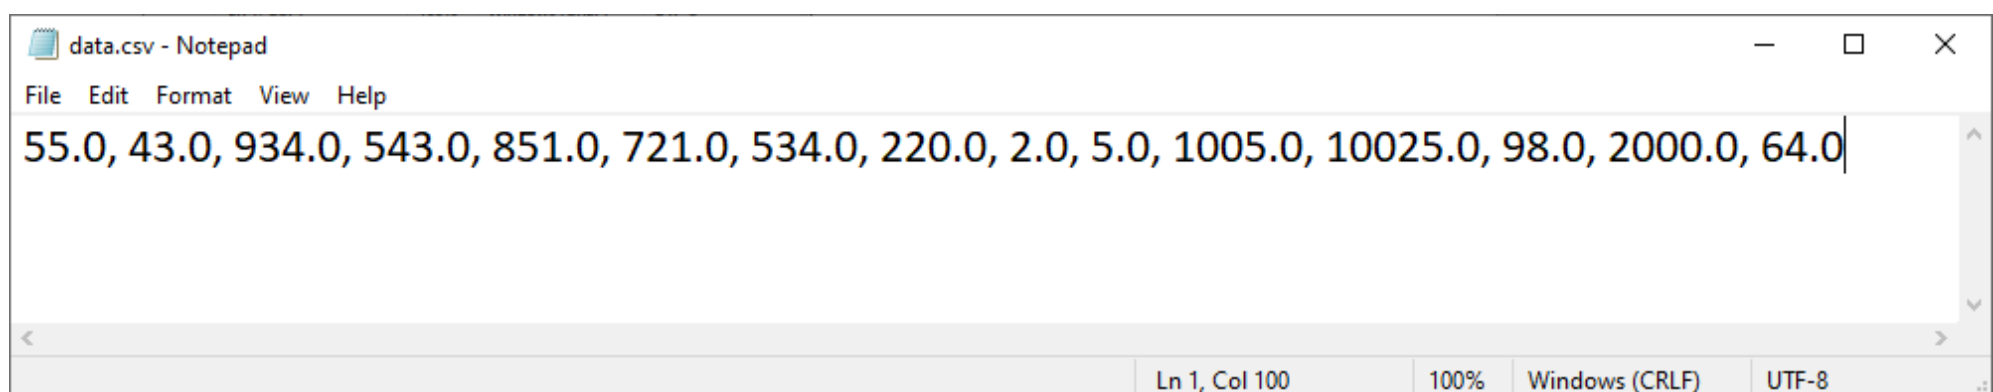 data.csv - Notepad
File Edit Format View Help
55.0, 43.0, 934.0, 543.0, 851.0, 721.0, 534.0, 220.0, 2.0, 5.0, 1005.0, 10025.0, 98.0, 2000.0, 64.0
Ln 1, Col 100 100% Windows (CRLF) UTF-8